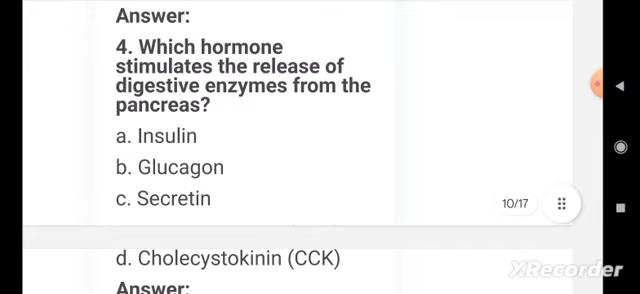 Answer:
4. Which hormone
stimulates the release of
digestive enzymes from the
pancreas?
a. Insulin
b. Glucagon
c. Secretin
10/17
d. Cholecystokinin (CCK)
Answer:
XRecorder